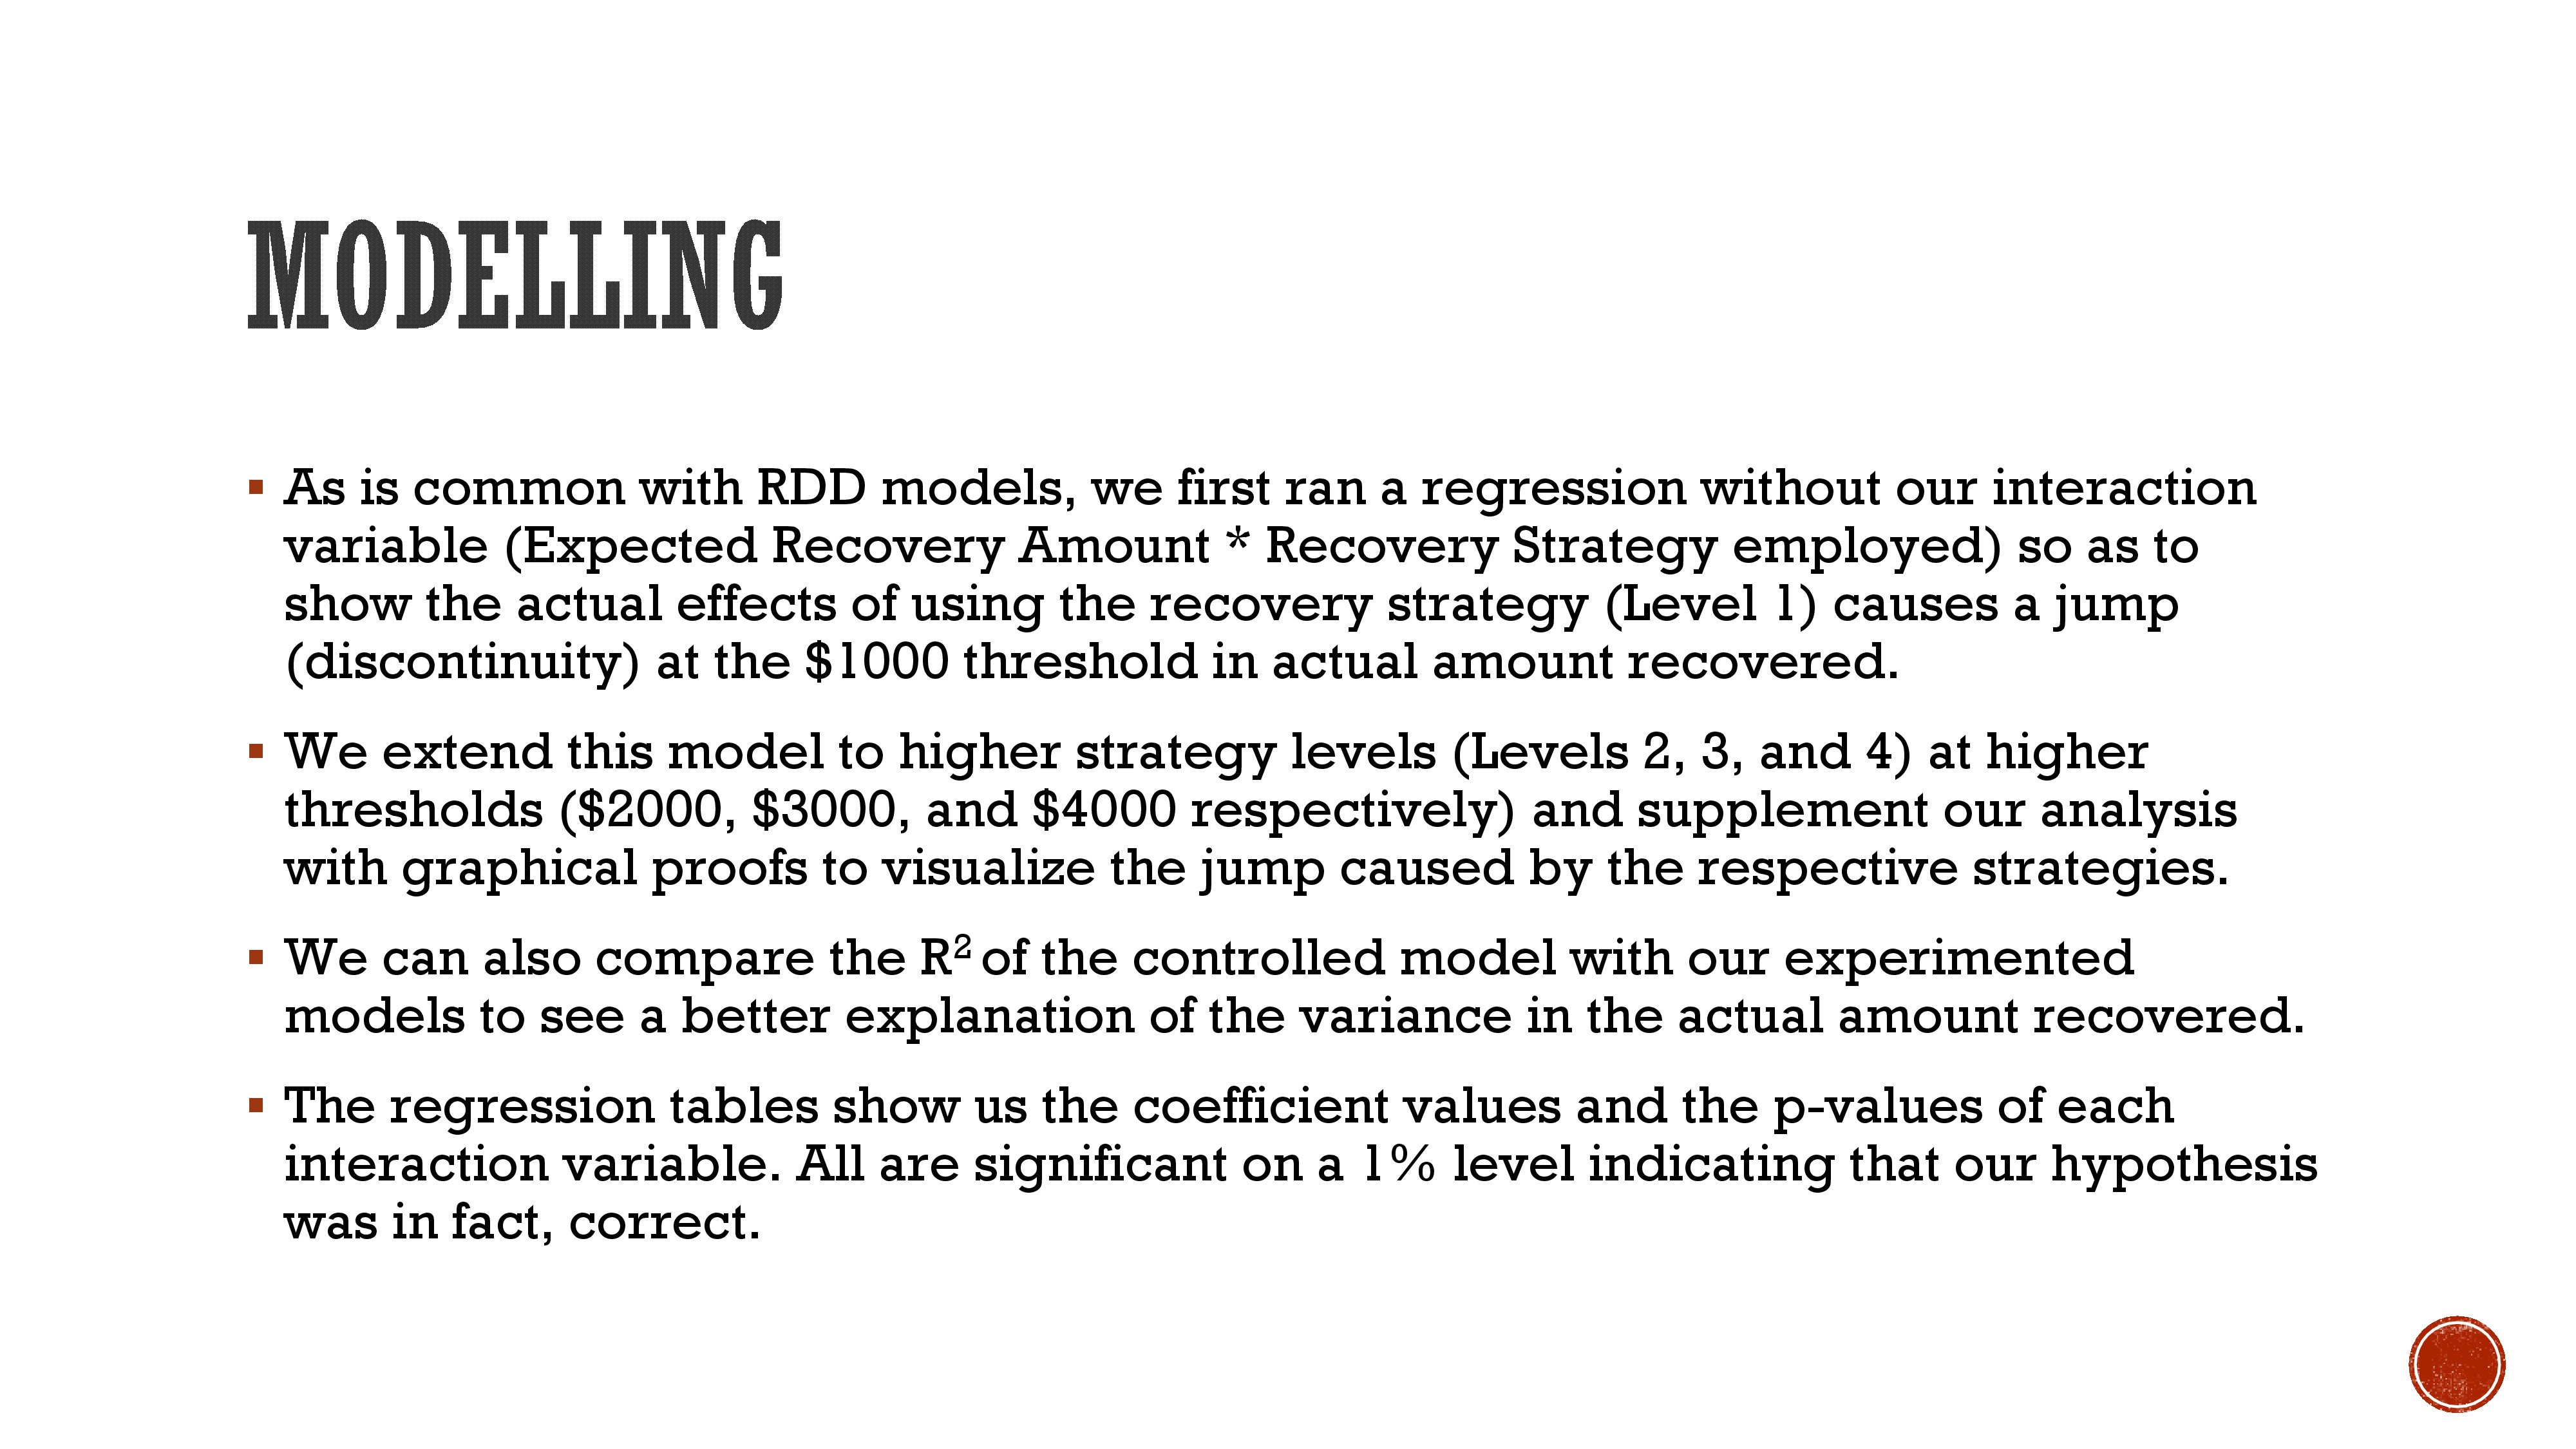 MODELLING
▪ As is common with RDD models, we first ran a regression without our interaction
variable (Expected Recovery Amount * Recovery Strategy employed) so as to
show the actual effects of using the recovery strategy (Level 1) causes a jump
(discontinuity) at the $1000 threshold in actual amount recovered.
▪ We extend this model to higher strategy levels (Levels 2, 3, and 4) at higher
thresholds ($2000, $3000, and $4000 respectively) and supplement our analysis
with graphical proofs to visualize the jump caused by the respective strategies.
▪ We can also compare the R² of the controlled model with our experimented
models to see a better explanation of the variance in the actual amount recovered.
▪ The regression tables show us the coefficient values and the p-values of each
interaction variable. All are significant on a 1% level indicating that our hypothesis
was in fact, correct.